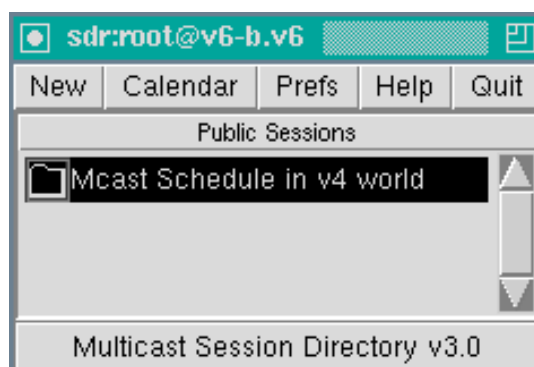 sdr:root@v6-b.v6
New Calendar Prefs Help Quit
Public Sessions
Mcast Schedule in v4 world
Multicast Session Directory v3.0